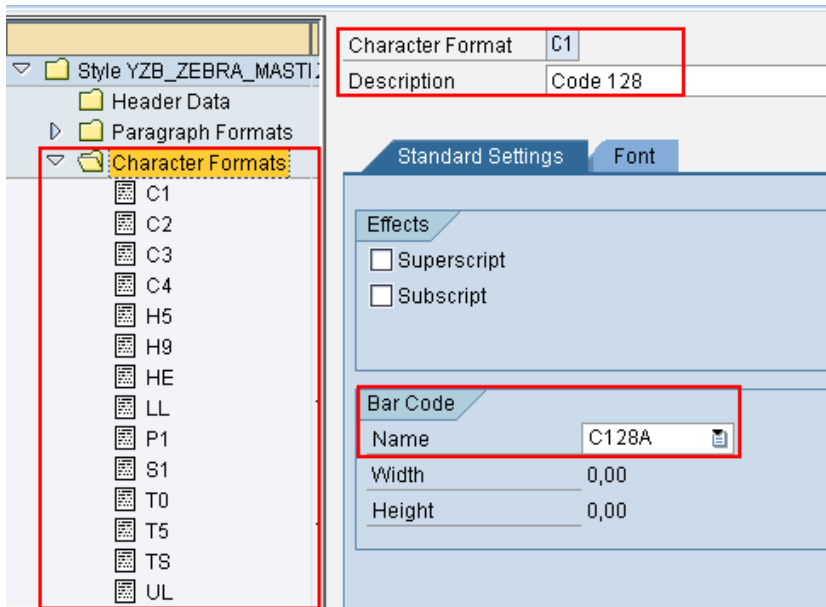 Style YZB_ZEBRA_MASTI
Header Data
Paragraph Formats
Character Formats
C1
C2
C3
C4
H5
H9
HE
LL
P1
S1
T0
T5
TS
UL
Character Format C1
Description Code 128
Standard Settings Font
Effects
Superscript
Subscript
Bar Code
Name C128A
Width 0,00
Height 0,00